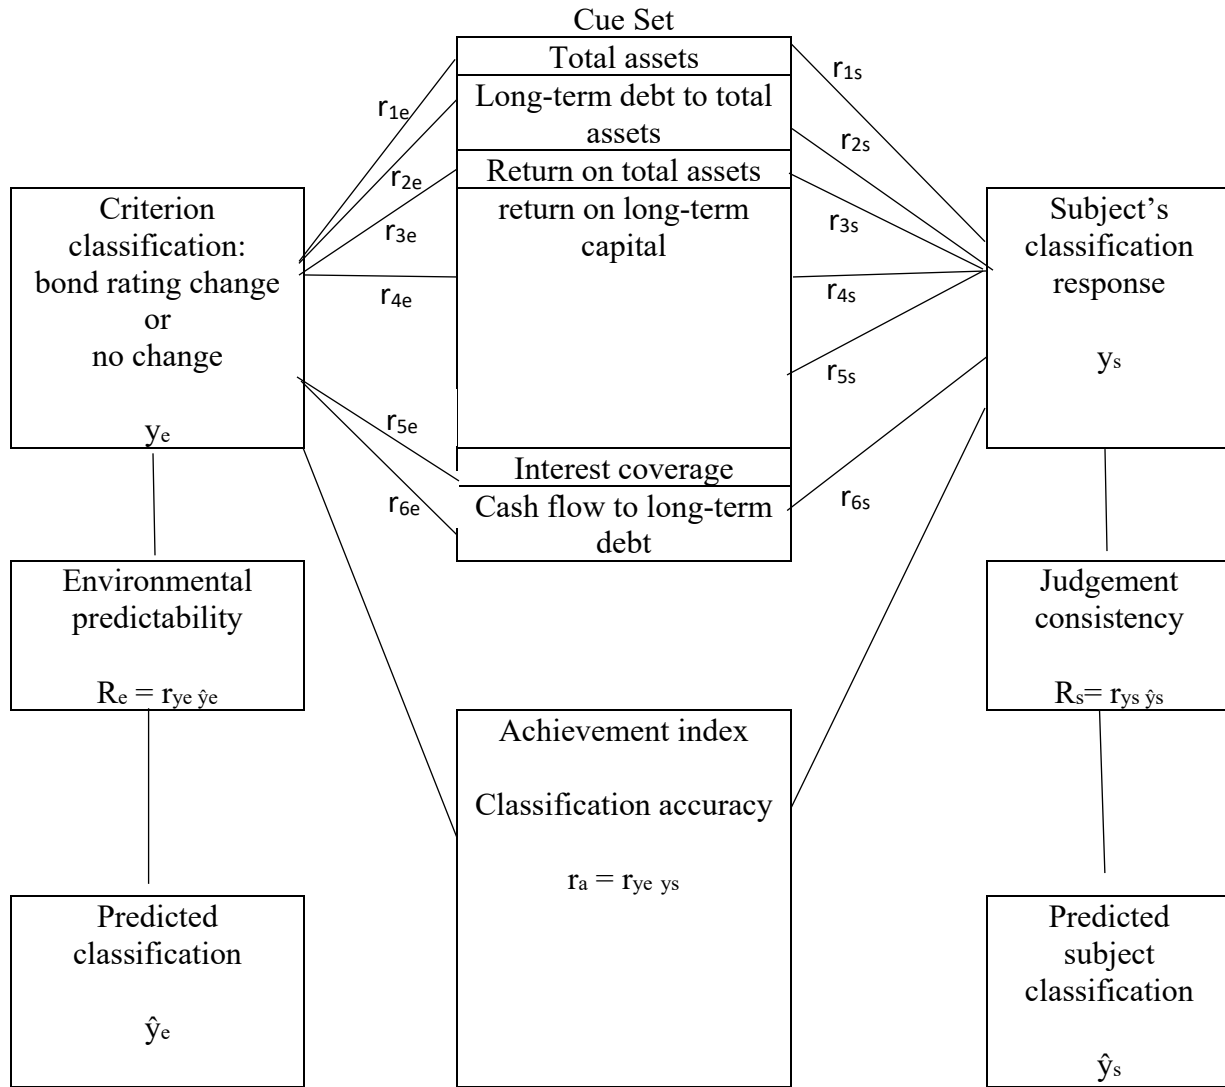 Cue Set
Total assets
Long-term debt to total
assets
Return on total assets
return on long-term
capital
Interest coverage
Cash flow to long-term
debt
r1e
r2e
r3e
r4e
r5e
r6e
r1s
r2s
r3s
r4s
r5s
r6s
Criterion
classification:
bond rating change
or
no change
ye
Subject’s
classification
response
ys
Environmental
predictability
Re = rye ŷe
Judgement
consistency
Rs= rys ŷs
Achievement index
Classification accuracy
ra = rye ys
Predicted
classification
ŷe
Predicted
subject
classification
ŷs